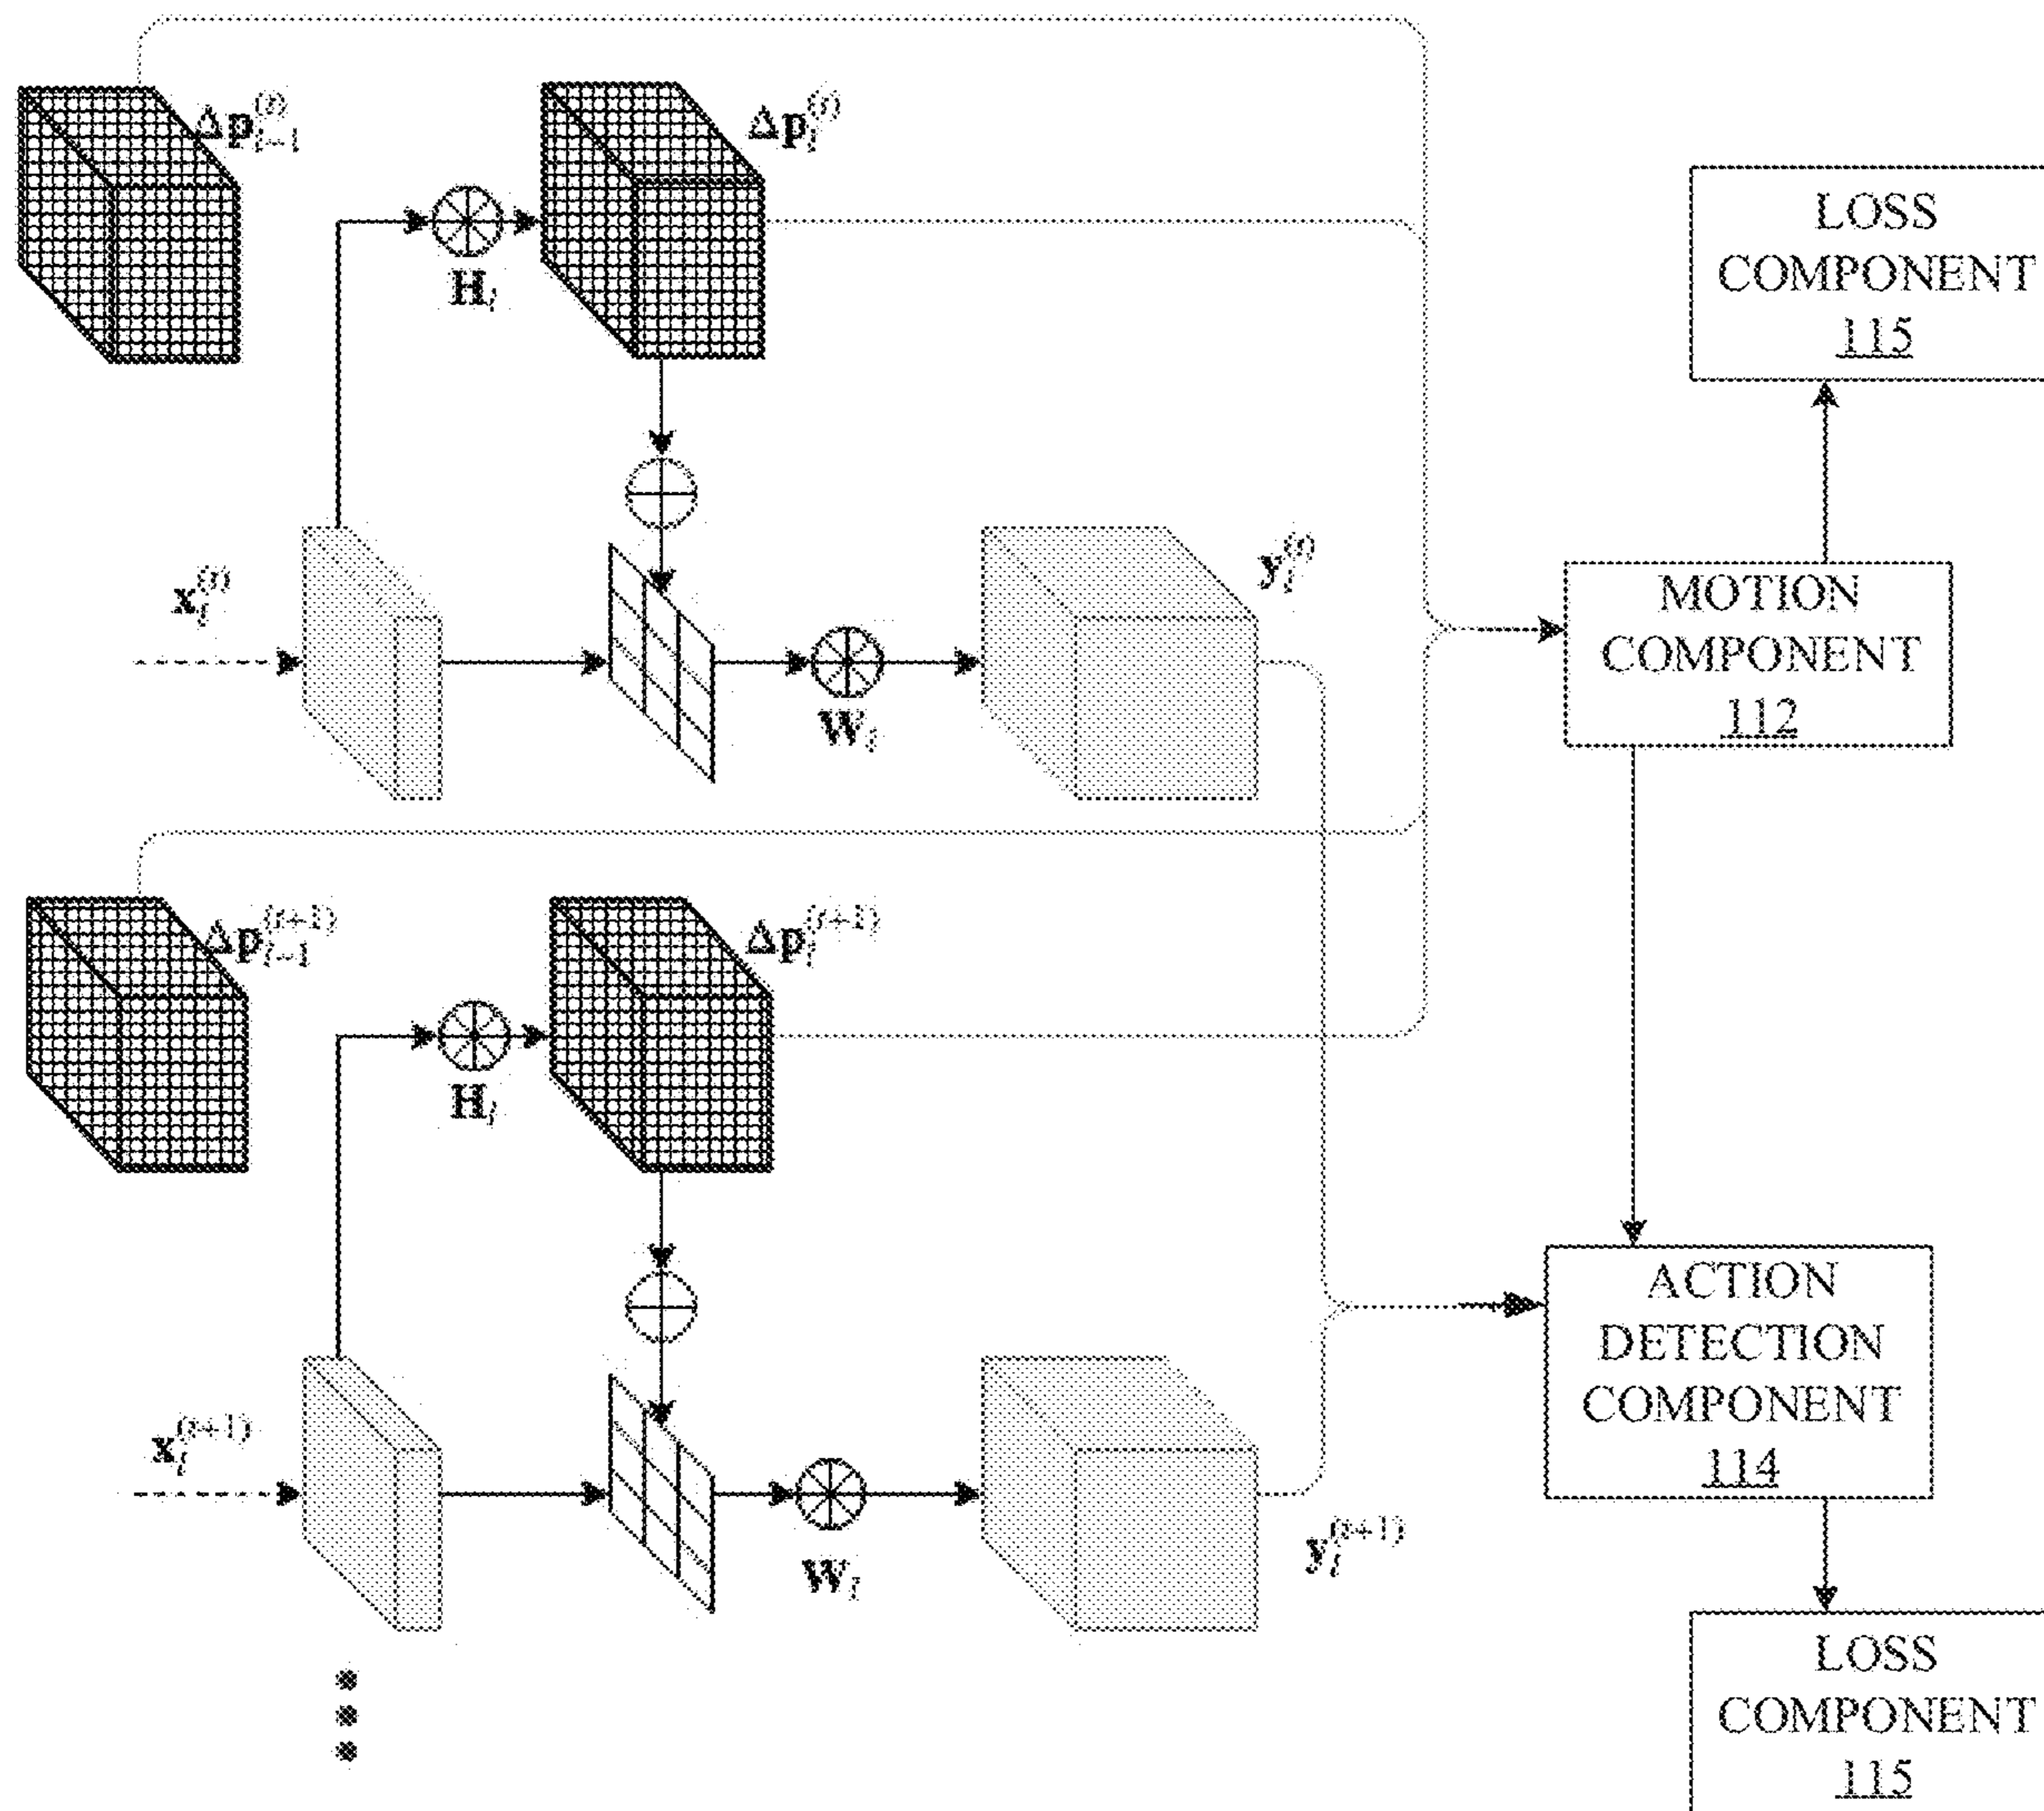 Δp_{l-1}^{(t)}
Δp_l^{(t)}
H_l
LOSS
COMPONENT
115
x_l^{(t)}
W_l
y_l^{(t)}
MOTION
COMPONENT
112
Δp_{l-1}^{(t+1)}
Δp_l^{(t+1)}
H_l
x_l^{(t+1)}
W_l
y_l^{(t+1)}
ACTION
DETECTION
COMPONENT
114
LOSS
COMPONENT
115